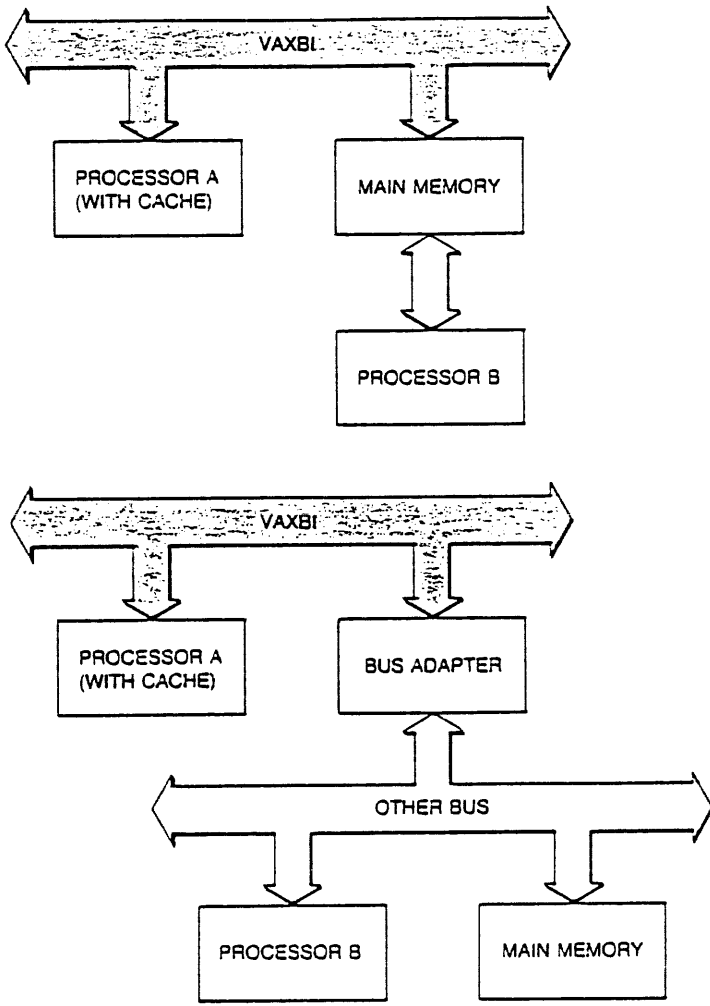 VAXBI
PROCESSOR A
(WITH CACHE)
MAIN MEMORY
PROCESSOR B
VAXBI
PROCESSOR A
(WITH CACHE)
BUS ADAPTER
OTHER BUS
PROCESSOR B
MAIN MEMORY